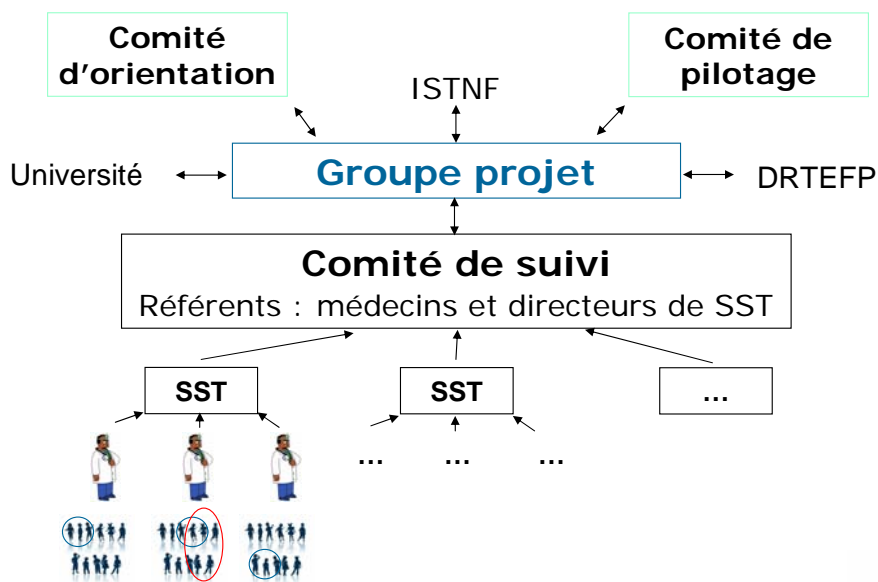 Comité
d'orientation
Comité de
pilotage
ISTNF
Université
Groupe projet
DRTEFP
Comité de suivi
Référents : médecins et directeurs de SST
SST
SST
...
...
...
...